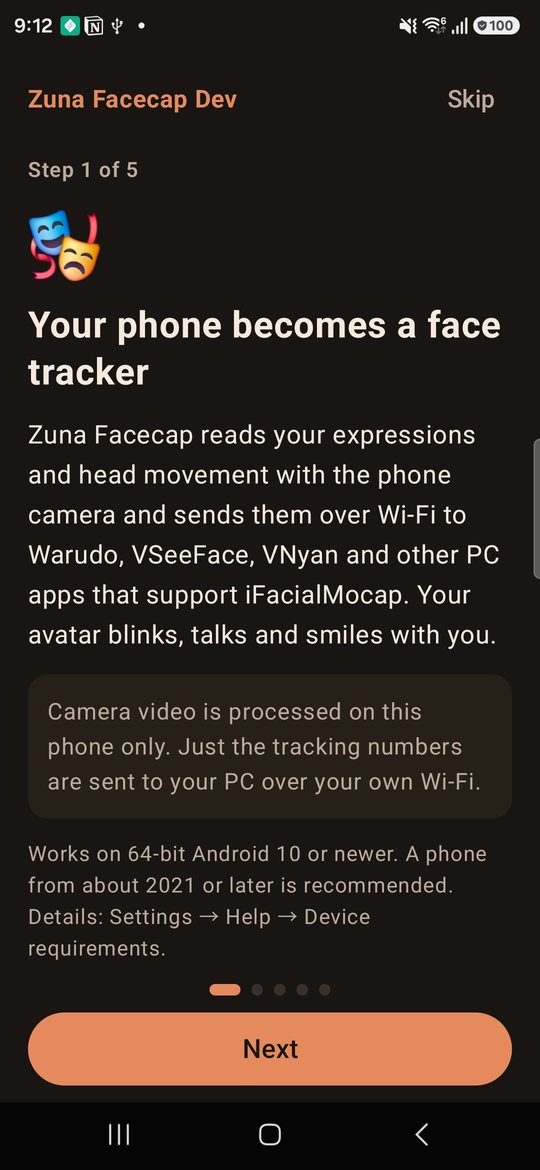 9:12
6
100
Zuna Facecap Dev
Skip
Step 1 of 5
Your phone becomes a face
tracker
Zuna Facecap reads your expressions
and head movement with the phone
camera and sends them over Wi-Fi to
Warudo, VSeeFace, VNyan and other PC
apps that support iFacialMocap. Your
avatar blinks, talks and smiles with you.
Camera video is processed on this
phone only. Just the tracking numbers
are sent to your PC over your own Wi-Fi.
Works on 64-bit Android 10 or newer. A phone
from about 2021 or later is recommended.
Details: Settings → Help → Device
requirements.
Next